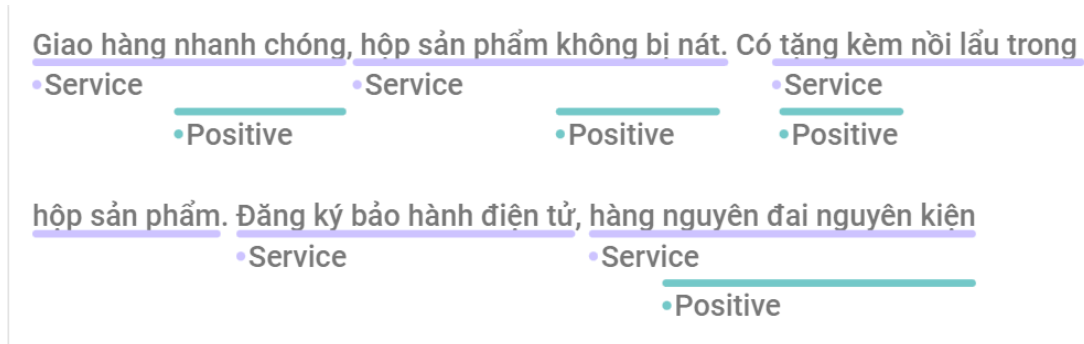 Giao hàng nhanh chóng, hộp sản phẩm không bị nát. Có tặng kèm nồi lẩu trong
•Service •Service •Service
•Positive •Positive •Positive
hộp sản phẩm. Đăng ký bảo hành điện tử, hàng nguyên đai nguyên kiện
•Service •Service
•Positive